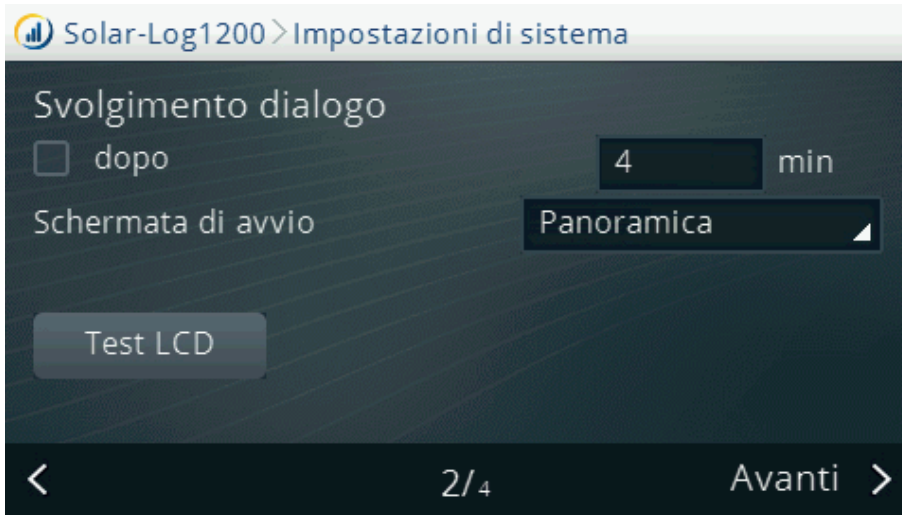 Solar-Log1200 > Impostazioni di sistema
Svolgimento dialogo
dopo 4 min
Schermata di avvio Panoramica
Test LCD
< 2/4 Avanti >